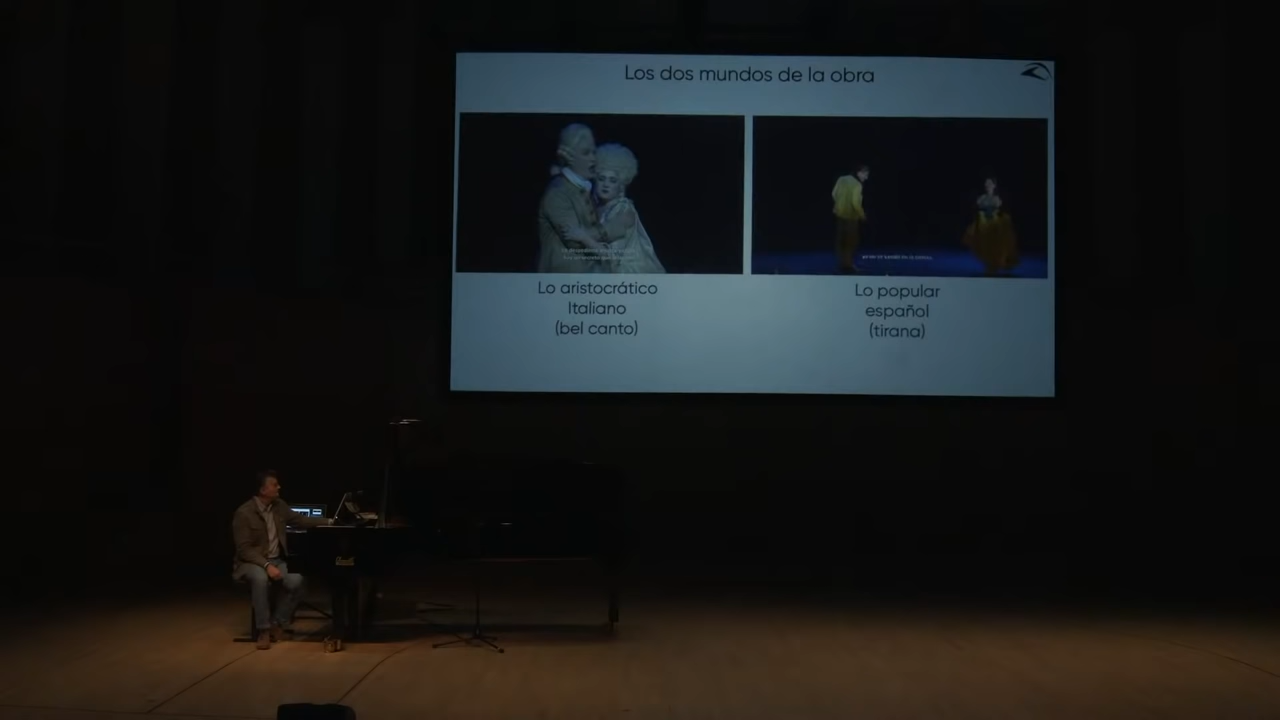 Los dos mundos de la obra
Lo aristocrático
Italiano
(bel canto)
Lo popular
español
(tirana)